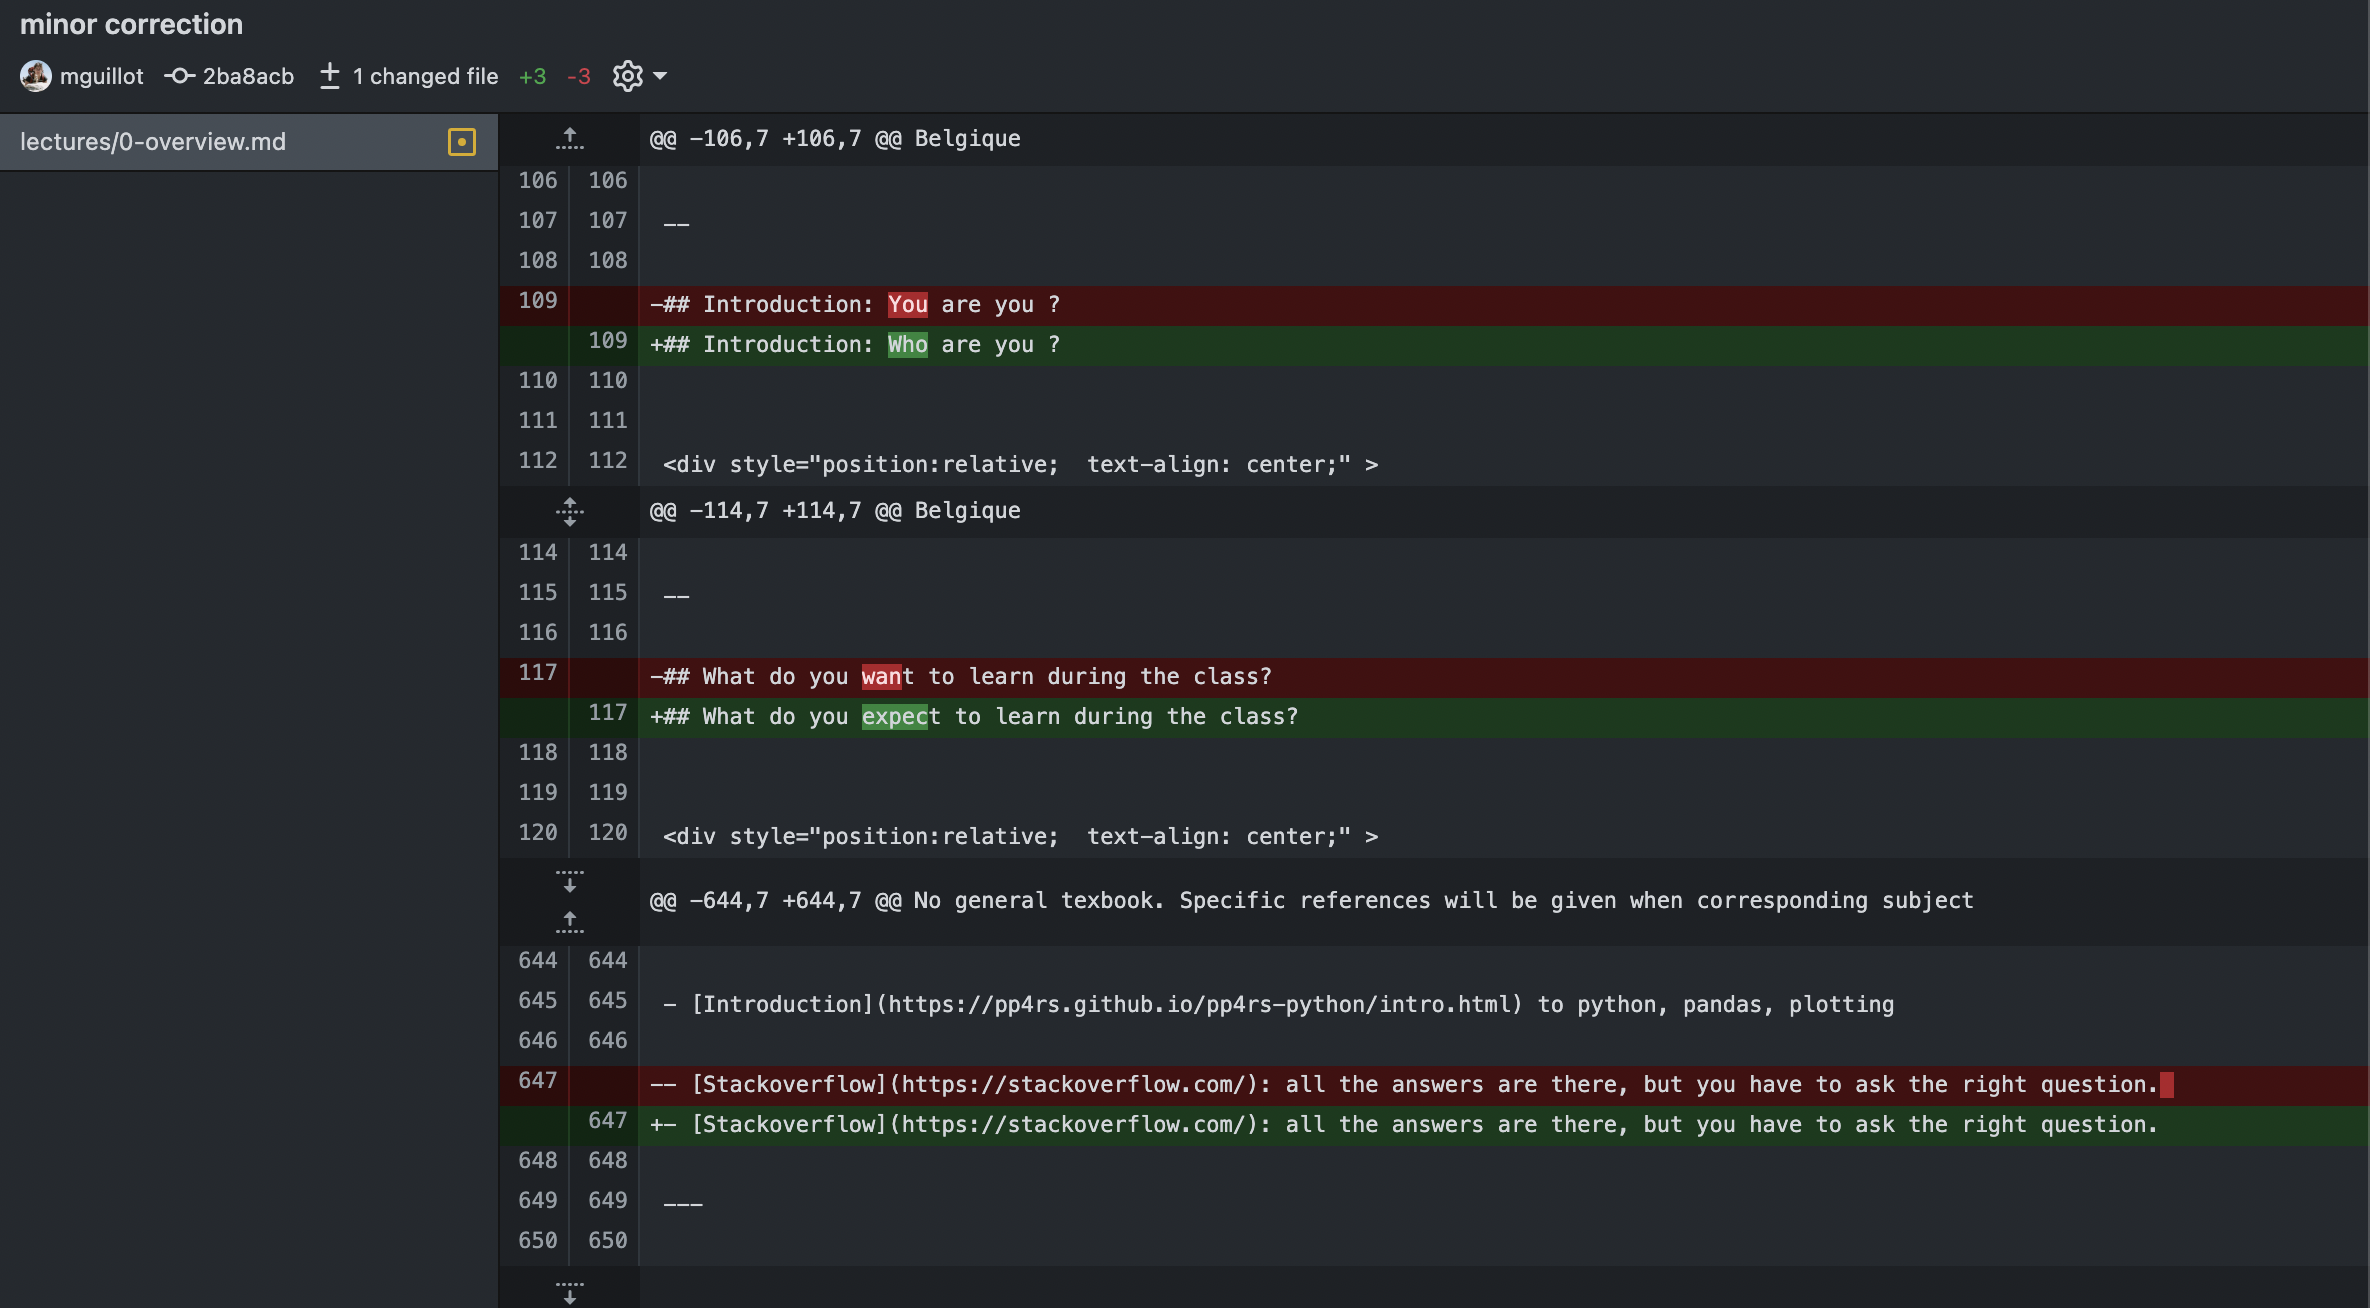 minor correction
mguillot 2ba8acb 1 changed file +3 -3
lectures/0-overview.md
@@ -106,7 +106,7 @@ Belgique
106 106
107 107 --
108 108
109 -## Introduction: You are you ?
109 +## Introduction: Who are you ?
110 110
111 111
112 112 <div style="position:relative;  text-align: center;" >
@@ -114,7 +114,7 @@ Belgique
114 114
115 115 --
116 116
117 -## What do you want to learn during the class?
117 +## What do you expect to learn during the class?
118 118
119 119
120 120 <div style="position:relative;  text-align: center;" >
@@ -644,7 +644,7 @@ No general texbook. Specific references will be given when corresponding subject
644 644
645 645 - [Introduction](https://pp4rs.github.io/pp4rs-python/intro.html) to python, pandas, plotting
646 646
647 -- [Stackoverflow](https://stackoverflow.com/): all the answers are there, but you have to ask the right question.
647 +- [Stackoverflow](https://stackoverflow.com/): all the answers are there, but you have to ask the right question.
648 648
649 649 ---
650 650